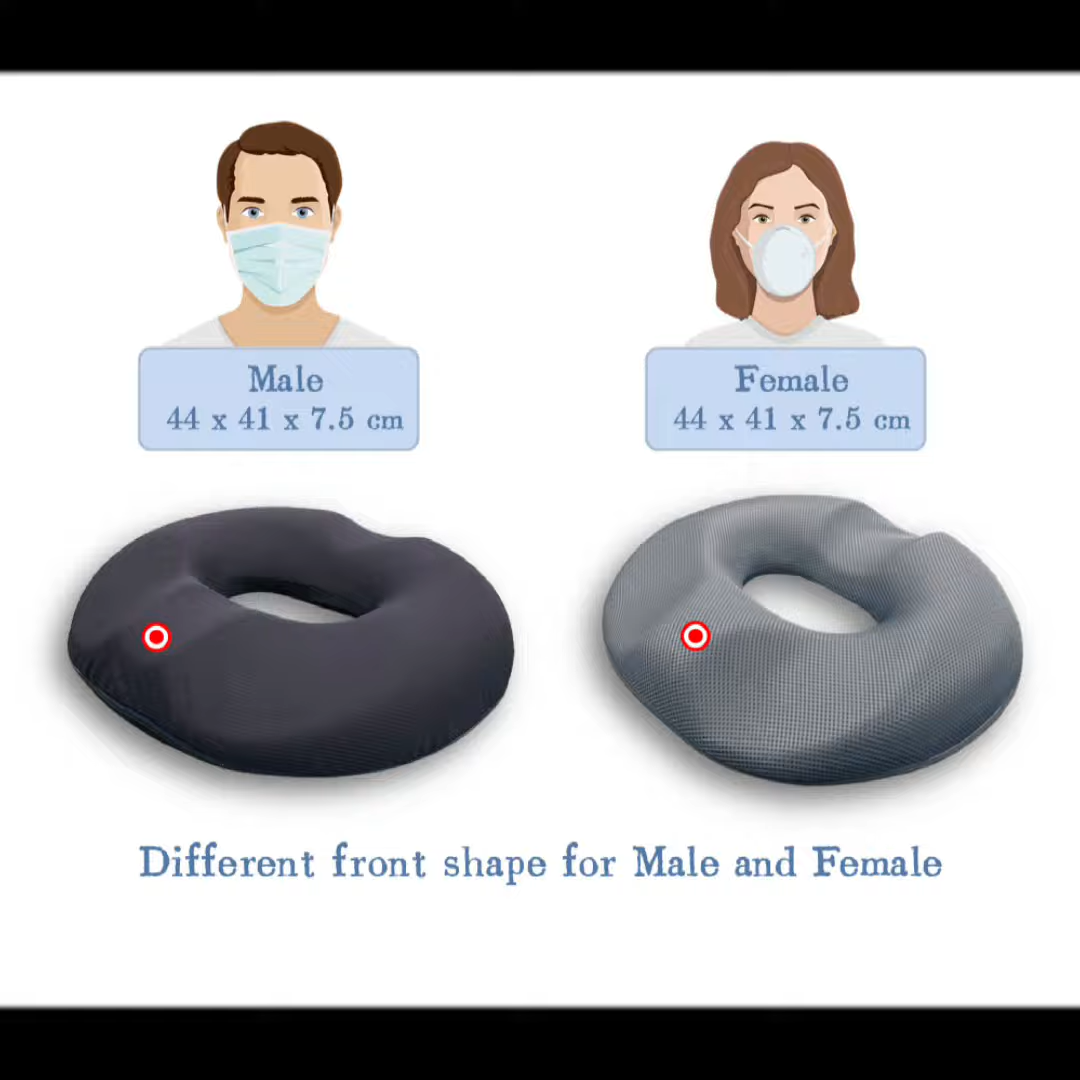 Male
44 x 41 x 7.5 cm
Female
44 x 41 x 7.5 cm
Different front shape for Male and Female